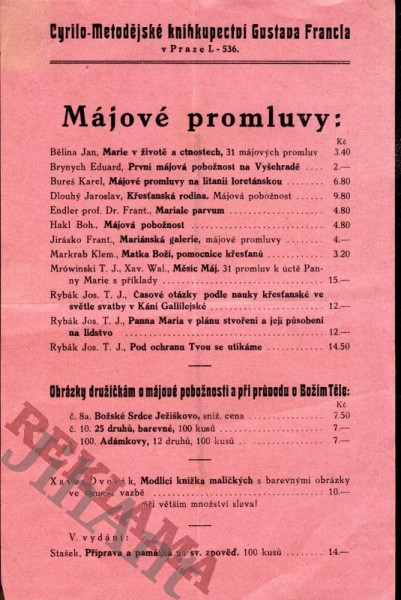 Cyrilo-Metodějské knihkupectví Gustava Francla
v Praze I.-536.
Májové promluvy:
Kč
Bělina Jan, Marie v životě a ctnostech, 31 májových promluv 3.40
Brynych Eduard, První májová pobožnost na Vyšehradě .... 2.—
Bureš Karel, Májové promluvy na litanii loretánskou ....... 6.80
Dlouhý Jaroslav, Křesťanská rodina. Májová pobožnost ..... 9.80
Endler prof. Dr. Frant., Mariale parvum .................. 4.80
Hakl Boh., Májová pobožnost ............................. 4.80
Jirásko Frant., Mariánská galerie, májové promluvy ....... 4.—
Markrab Klem., Matka Boží, pomocnice křesťanů .......... 3.20
Mrówinski T. J., Xav. Wal., Měsíc Máj. 31 promluv k úctě Pan-
ny Marie s příklady ................................ 15.—
Rybák Jos. T. J., Časové otázky podle nauky křesťanské ve
světle svatby v Káni Galilejské ..................... 12.—
Rybák Jos. T. J., Panna Maria v plánu stvoření a její působení
na lidstvo ......................................... 12.—
Rybák Jos. T. J., Pod ochranu Tvou se utíkáme ............ 14.50
Obrázky družičkám o májové pobožnosti a při průvodu o Božím Těle:
Kč
č. 8a. Božské Srdce Ježíškovo, sníž. cena ................ 7.50
č. 10. 25 druhů, barevné, 100 kusů ...................... 7.—
100. Adámkovy, 12 druhů, 100 kusů .................... 7.—
Xaver Dvořák, Modlicí knížka maličkých s barevnými obrázky
ve vkusné vazbě ................................... 10.—
při větším množství sleva!
V. vydání:
Stašek, Příprava a památka na sv. zpověď. 100 kusů ........ 14.—
REKLAMA